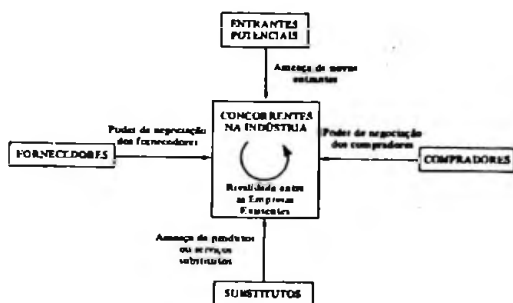 ENTRANTES
POTENCIAIS
Ameaça de novos
entrantes
CONCORRENTES
NA INDÚSTRIA
Poder de negociação
dos fornecedores
Poder de negociação
dos compradores
FORNECEDORES
COMPRADORES
Rivalidade entre
as Empresas
Existentes
Ameaça de produtos
ou serviços
substitutos
SUBSTITUTOS